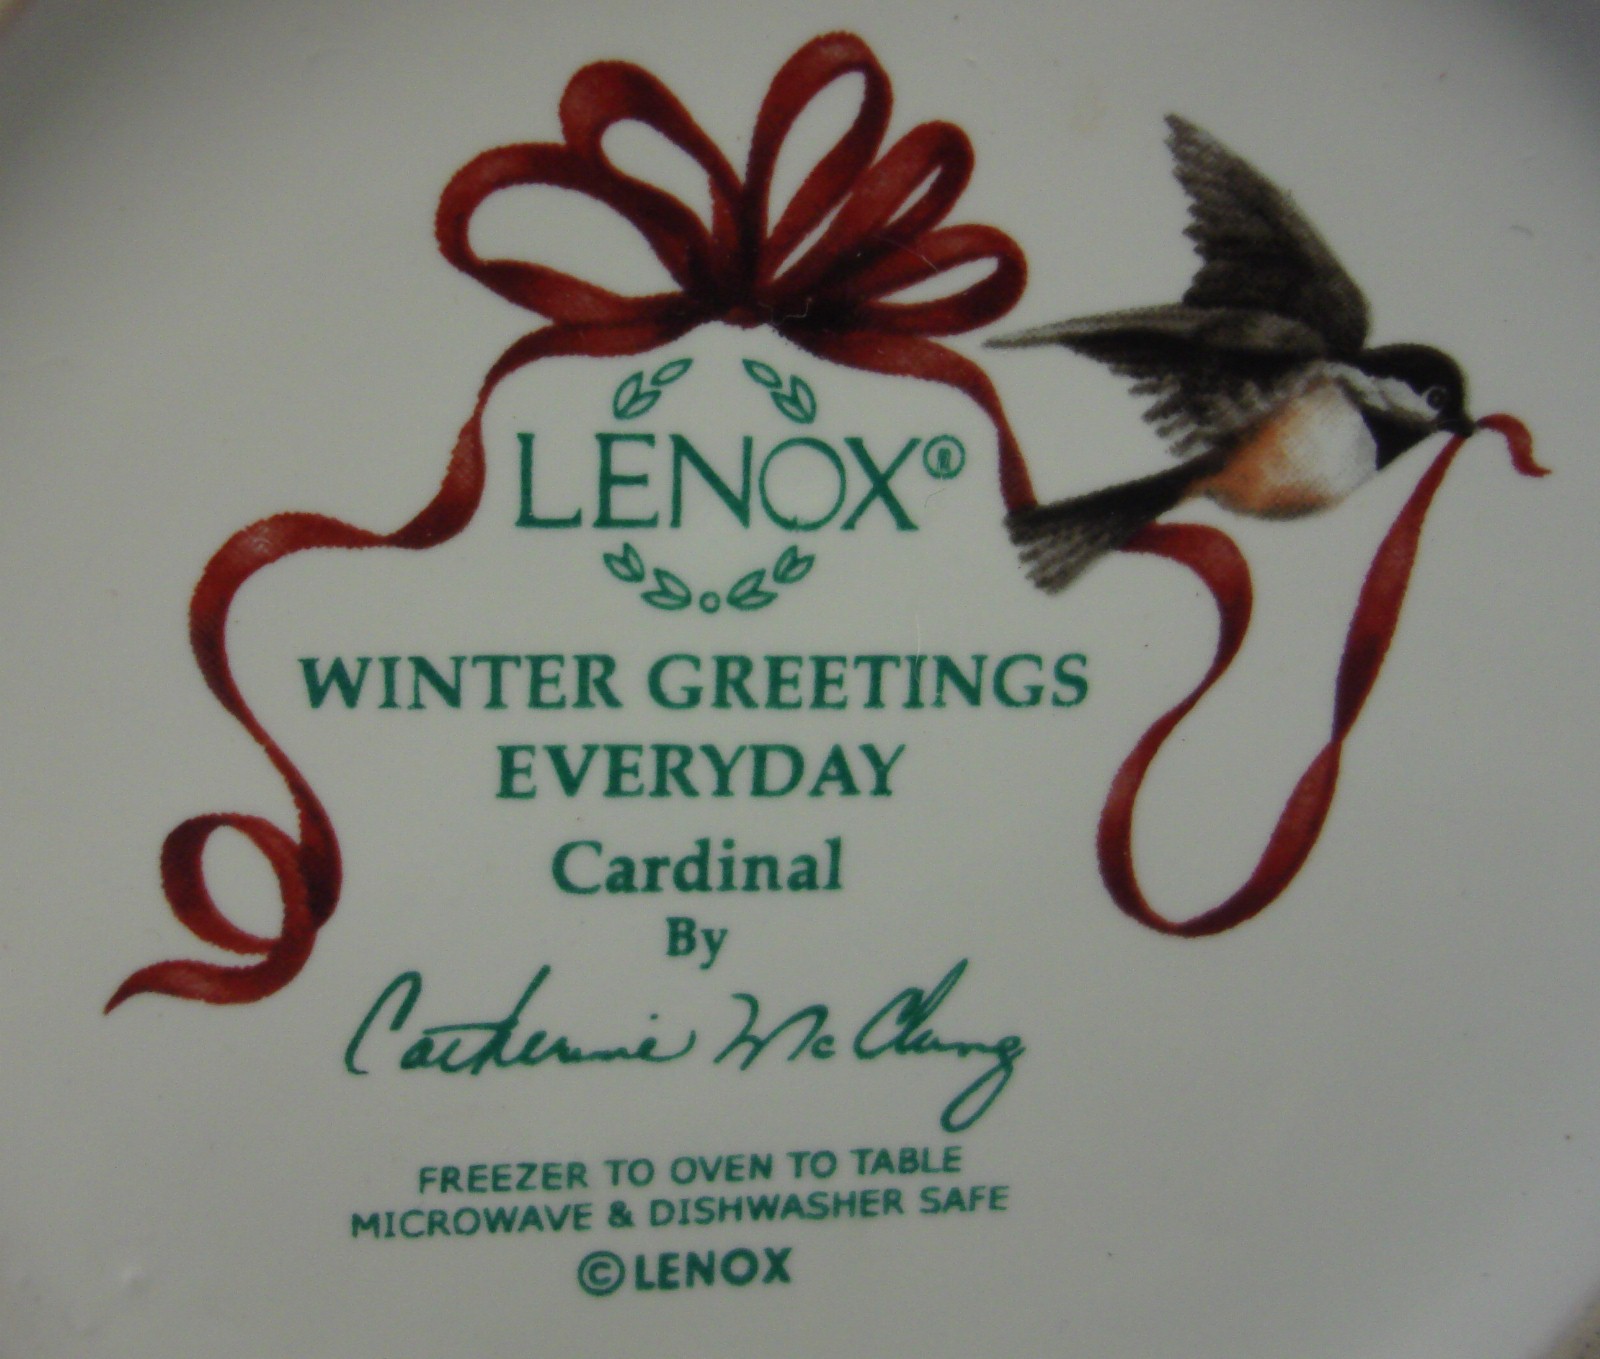 LENOX®
WINTER GREETINGS
EVERYDAY
Cardinal
By
Catherine McClung
FREEZER TO OVEN TO TABLE
MICROWAVE & DISHWASHER SAFE
©LENOX